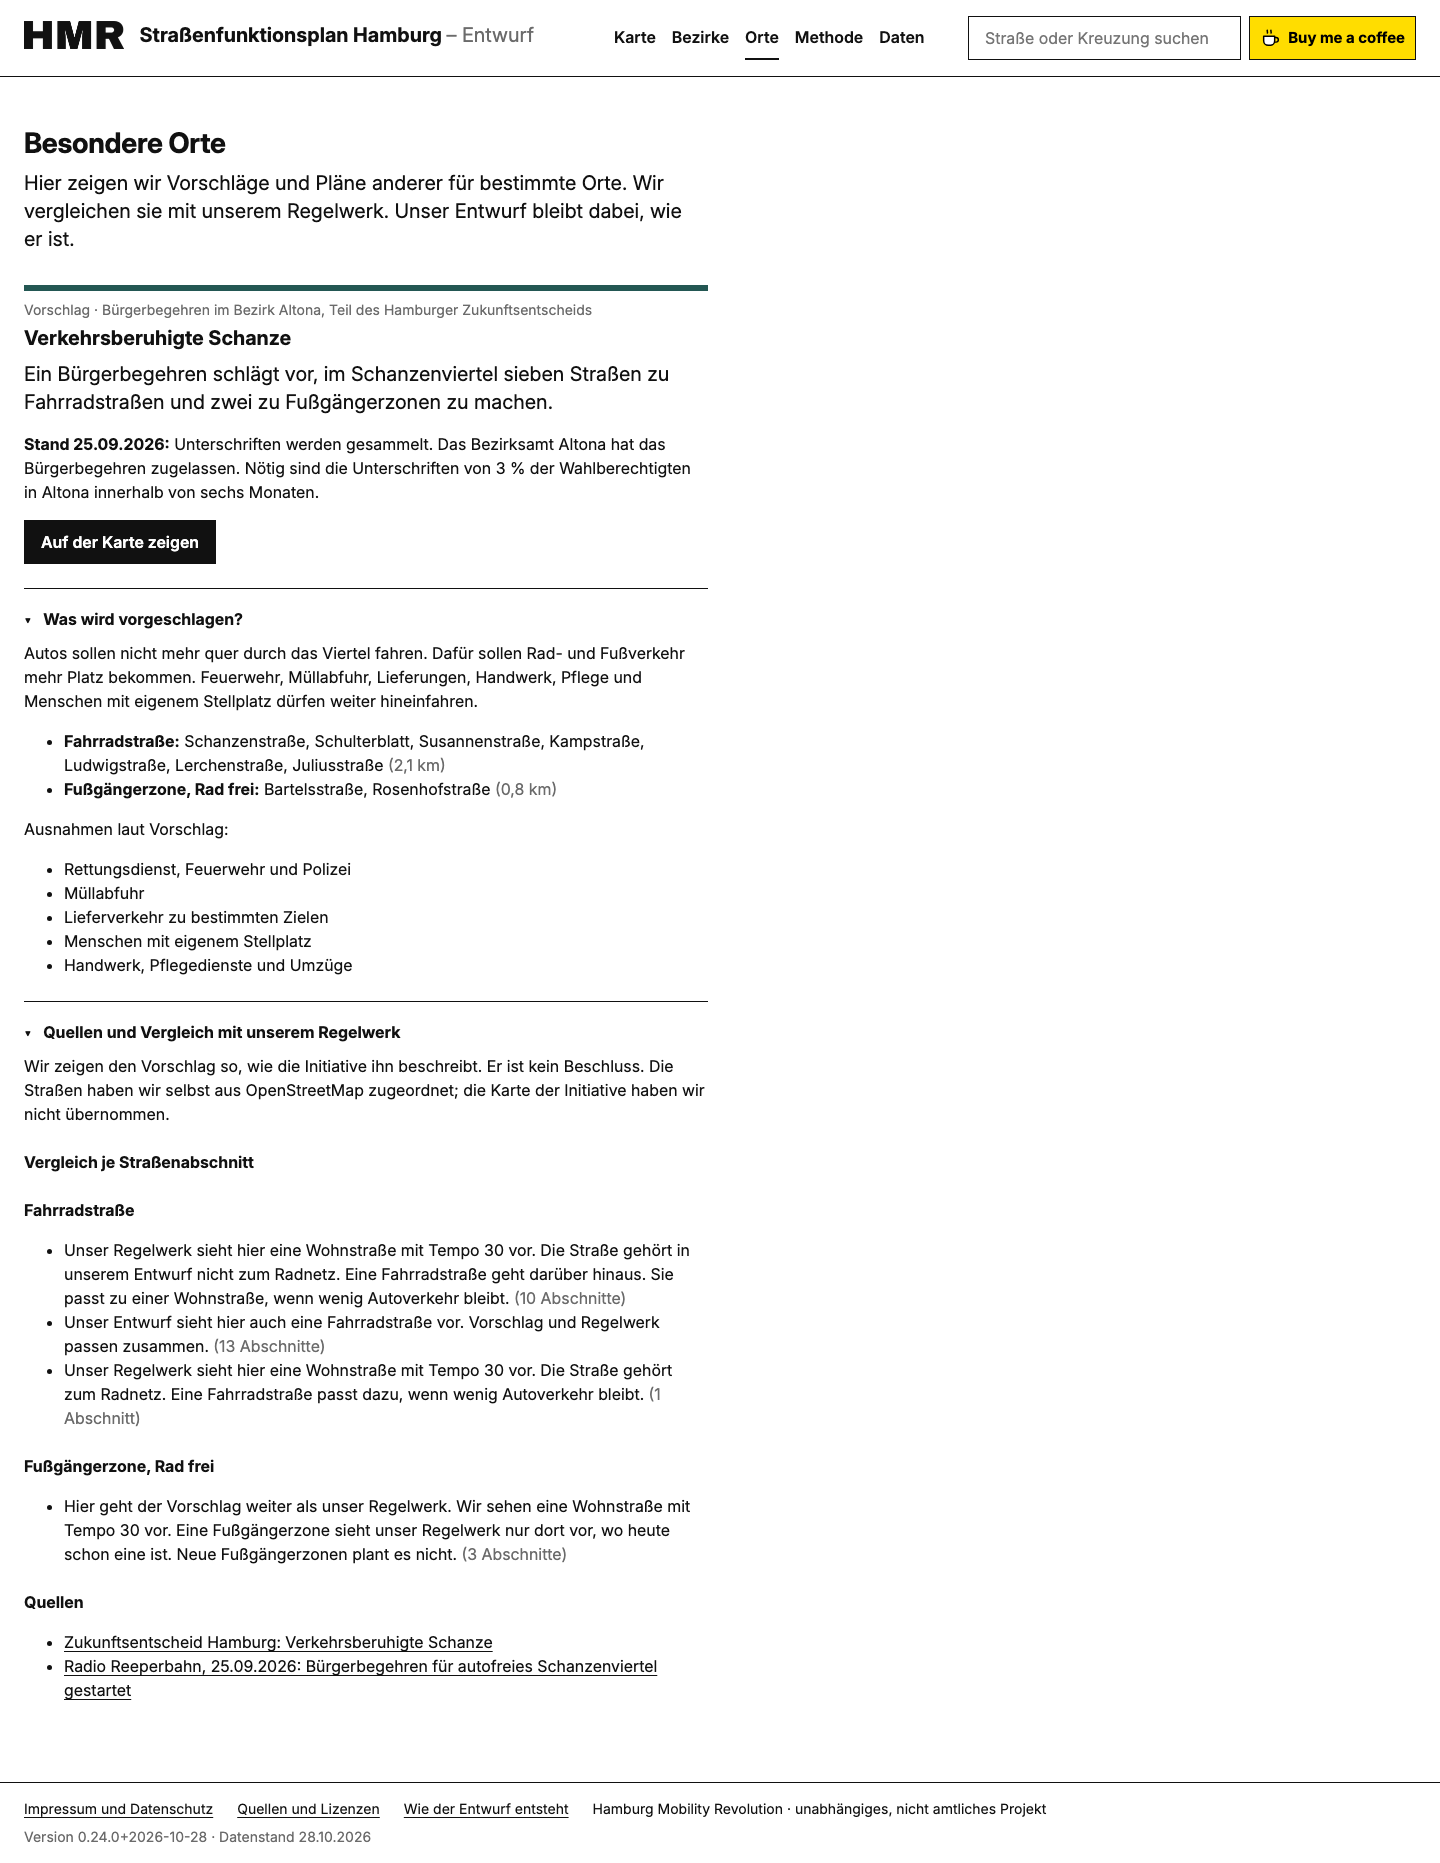 HMR Straßenfunktionsplan Hamburg – Entwurf Karte Bezirke Orte Methode Daten Straße oder Kreuzung suchen Buy me a coffee
Besondere Orte
Hier zeigen wir Vorschläge und Pläne anderer für bestimmte Orte. Wir
vergleichen sie mit unserem Regelwerk. Unser Entwurf bleibt dabei, wie
er ist.
Vorschlag · Bürgerbegehren im Bezirk Altona, Teil des Hamburger Zukunftsentscheids
Verkehrsberuhigte Schanze
Ein Bürgerbegehren schlägt vor, im Schanzenviertel sieben Straßen zu
Fahrradstraßen und zwei zu Fußgängerzonen zu machen.
Stand 25.09.2026: Unterschriften werden gesammelt. Das Bezirksamt Altona hat das
Bürgerbegehren zugelassen. Nötig sind die Unterschriften von 3 % der Wahlberechtigten
in Altona innerhalb von sechs Monaten.
Auf der Karte zeigen
▾ Was wird vorgeschlagen?
Autos sollen nicht mehr quer durch das Viertel fahren. Dafür sollen Rad- und Fußverkehr
mehr Platz bekommen. Feuerwehr, Müllabfuhr, Lieferungen, Handwerk, Pflege und
Menschen mit eigenem Stellplatz dürfen weiter hineinfahren.
• Fahrradstraße: Schanzenstraße, Schulterblatt, Susannenstraße, Kampstraße,
Ludwigstraße, Lerchenstraße, Juliusstraße (2,1 km)
• Fußgängerzone, Rad frei: Bartelsstraße, Rosenhofstraße (0,8 km)
Ausnahmen laut Vorschlag:
• Rettungsdienst, Feuerwehr und Polizei
• Müllabfuhr
• Lieferverkehr zu bestimmten Zielen
• Menschen mit eigenem Stellplatz
• Handwerk, Pflegedienste und Umzüge
▾ Quellen und Vergleich mit unserem Regelwerk
Wir zeigen den Vorschlag so, wie die Initiative ihn beschreibt. Er ist kein Beschluss. Die
Straßen haben wir selbst aus OpenStreetMap zugeordnet; die Karte der Initiative haben wir
nicht übernommen.
Vergleich je Straßenabschnitt
Fahrradstraße
• Unser Regelwerk sieht hier eine Wohnstraße mit Tempo 30 vor. Die Straße gehört in
unserem Entwurf nicht zum Radnetz. Eine Fahrradstraße geht darüber hinaus. Sie
passt zu einer Wohnstraße, wenn wenig Autoverkehr bleibt. (10 Abschnitte)
• Unser Entwurf sieht hier auch eine Fahrradstraße vor. Vorschlag und Regelwerk
passen zusammen. (13 Abschnitte)
• Unser Regelwerk sieht hier eine Wohnstraße mit Tempo 30 vor. Die Straße gehört
zum Radnetz. Eine Fahrradstraße passt dazu, wenn wenig Autoverkehr bleibt. (1
Abschnitt)
Fußgängerzone, Rad frei
• Hier geht der Vorschlag weiter als unser Regelwerk. Wir sehen eine Wohnstraße mit
Tempo 30 vor. Eine Fußgängerzone sieht unser Regelwerk nur dort vor, wo heute
schon eine ist. Neue Fußgängerzonen plant es nicht. (3 Abschnitte)
Quellen
• Zukunftsentscheid Hamburg: Verkehrsberuhigte Schanze
• Radio Reeperbahn, 25.09.2026: Bürgerbegehren für autofreies Schanzenviertel
gestartet
Impressum und Datenschutz Quellen und Lizenzen Wie der Entwurf entsteht Hamburg Mobility Revolution · unabhängiges, nicht amtliches Projekt
Version 0.24.0+2026-10-28 · Datenstand 28.10.2026